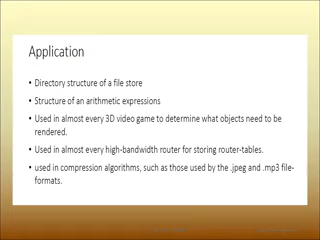 Application
• Directory structure of a file store
• Structure of an arithmetic expressions
• Used in almost every 3D video game to determine what objects need to be
rendered.
• Used in almost every high-bandwidth router for storing router-tables.
• used in compression algorithms, such as those used by the .jpeg and .mp3 file-
formats.